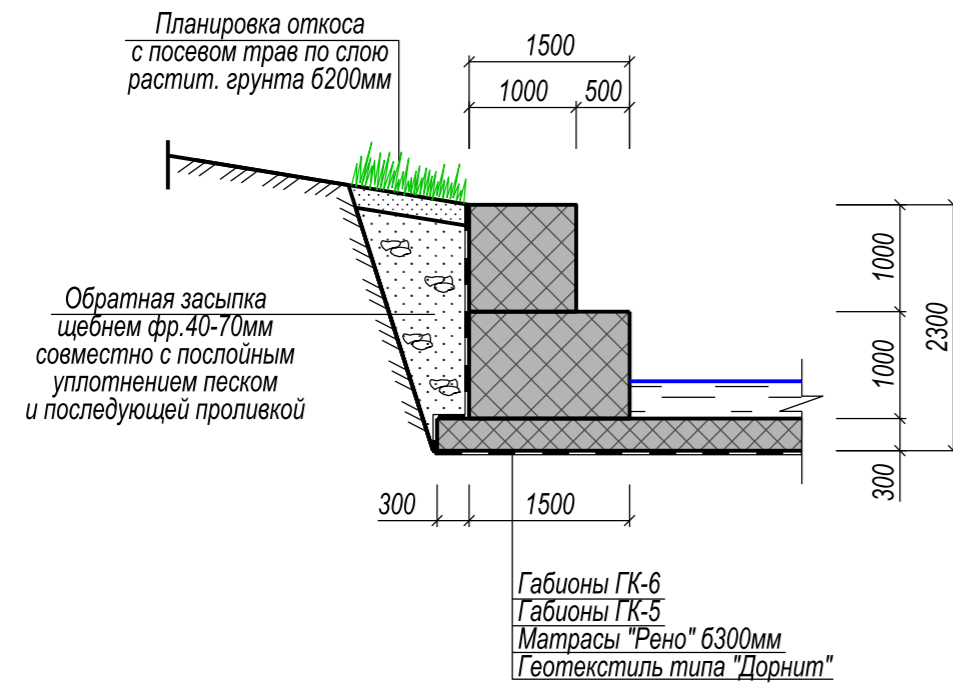 Планировка откоса
с посевом трав по слою
растит. грунта б200мм
1500
1000
500
1000
1000
2300
300
Обратная засыпка
щебнем фр.40-70мм
совместно с послойным
уплотнением песком
и последующей проливкой
300
1500
Габионы ГК-6
Габионы ГК-5
Матрасы "Рено" б300мм
Геотекстиль типа "Дорнит"